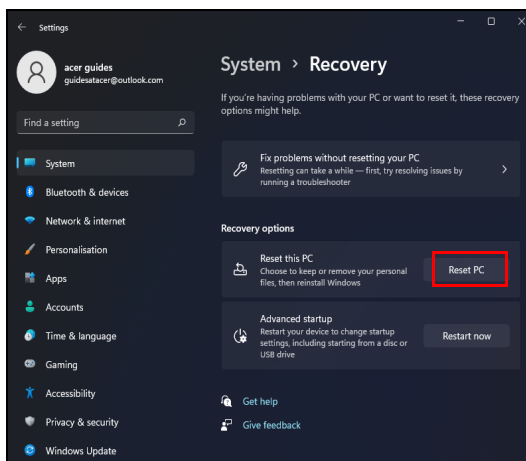 Settings
acer guides
guidesatacer@outlook.com
Find a setting
System
Bluetooth & devices
Network & internet
Personalisation
Apps
Accounts
Time & language
Gaming
Accessibility
Privacy & security
Windows Update
System > Recovery
If you're having problems with your PC or want to reset it, these recovery
options might help.
Fix problems without resetting your PC
Resetting can take a while — first, try resolving issues by
running a troubleshooter
Recovery options
Reset this PC
Choose to keep or remove your personal
files, then reinstall Windows
Reset PC
Advanced startup
Restart your device to change startup
settings, including starting from a disc or
USB drive
Restart now
Get help
Give feedback